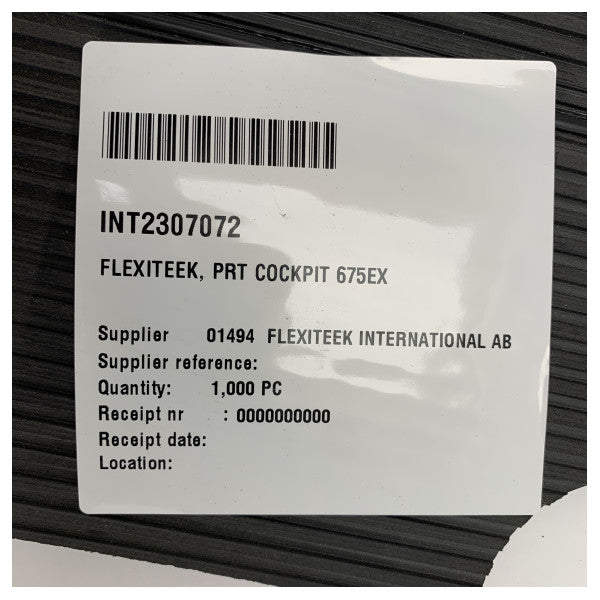 INT2307072
FLEXITEEK, PRT COCKPIT 675EX
Supplier 01494 FLEXITEEK INTERNATIONAL AB
Supplier reference:
Quantity: 1,000 PC
Receipt nr : 0000000000
Receipt date:
Location: